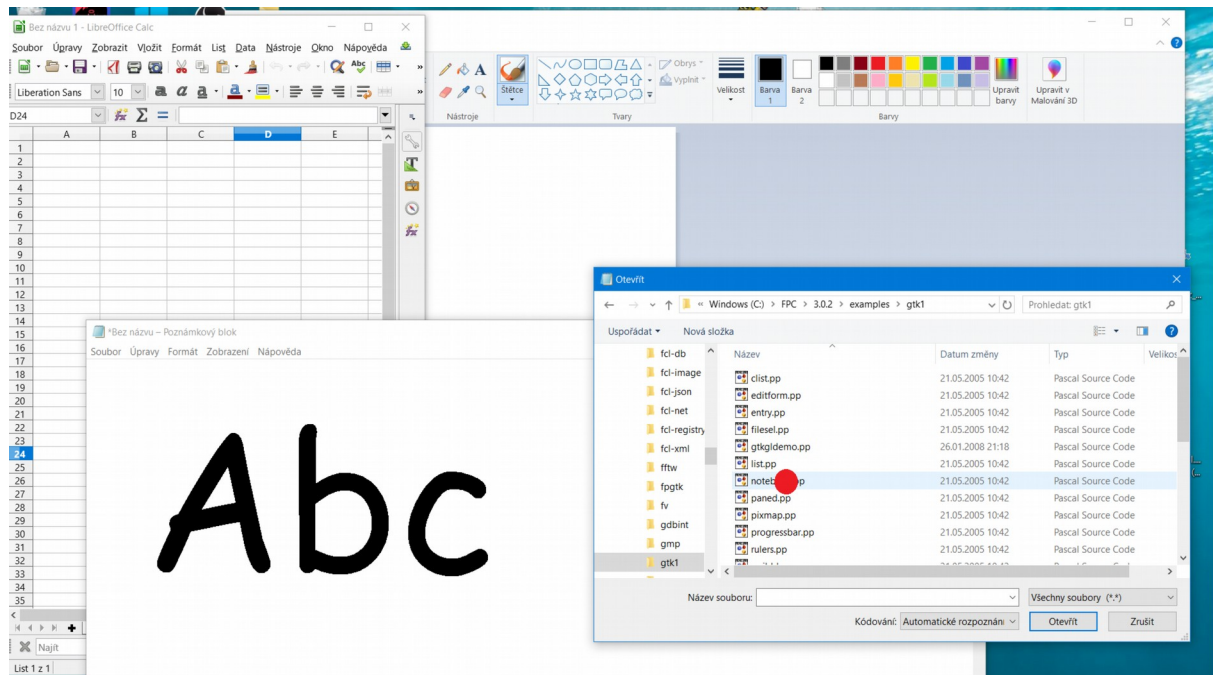 Bez názvu 1 - LibreOffice Calc
Soubor Úpravy Zobrazit Vložit Formát List Data Nástroje Okno Nápověda
Liberation Sans 10
D24
A B C D E
1
2
3
4
5
6
7
8
9
10
11
12
13
14
15
16
17
18
19
20
21
22
23
24
25
26
27
28
29
30
31
32
33
34
35
Najít
List 1 z 1
Štětce
Obrys
Vyplnit
Velikost
Barva 1
Barva 2
Upravit barvy
Upravit v Malování 3D
Nástroje
Tvary
Barvy
*Bez názvu – Poznámkový blok
Soubor Úpravy Formát Zobrazení Nápověda
Abc
Otevřít
« Windows (C:) > FPC > 3.0.2 > examples > gtk1
Prohledat: gtk1
Uspořádat Nová složka
fcl-db
fcl-image
fcl-json
fcl-net
fcl-registry
fcl-xml
fftw
fpgtk
fv
gdbint
gmp
gtk1
Název Datum změny Typ
clist.pp 21.05.2005 10:42 Pascal Source Code
editform.pp 21.05.2005 10:42 Pascal Source Code
entry.pp 21.05.2005 10:42 Pascal Source Code
filesel.pp 21.05.2005 10:42 Pascal Source Code
gtkgldemo.pp 26.01.2008 21:18 Pascal Source Code
list.pp 21.05.2005 10:42 Pascal Source Code
21.05.2005 10:42 Pascal Source Code
paned.pp 21.05.2005 10:42 Pascal Source Code
pixmap.pp 21.05.2005 10:42 Pascal Source Code
progressbar.pp 21.05.2005 10:42 Pascal Source Code
rulers.pp 21.05.2005 10:42 Pascal Source Code
Název souboru:
Všechny soubory (*.*)
Kódování: Automatické rozpoznán
Otevřít Zrušit